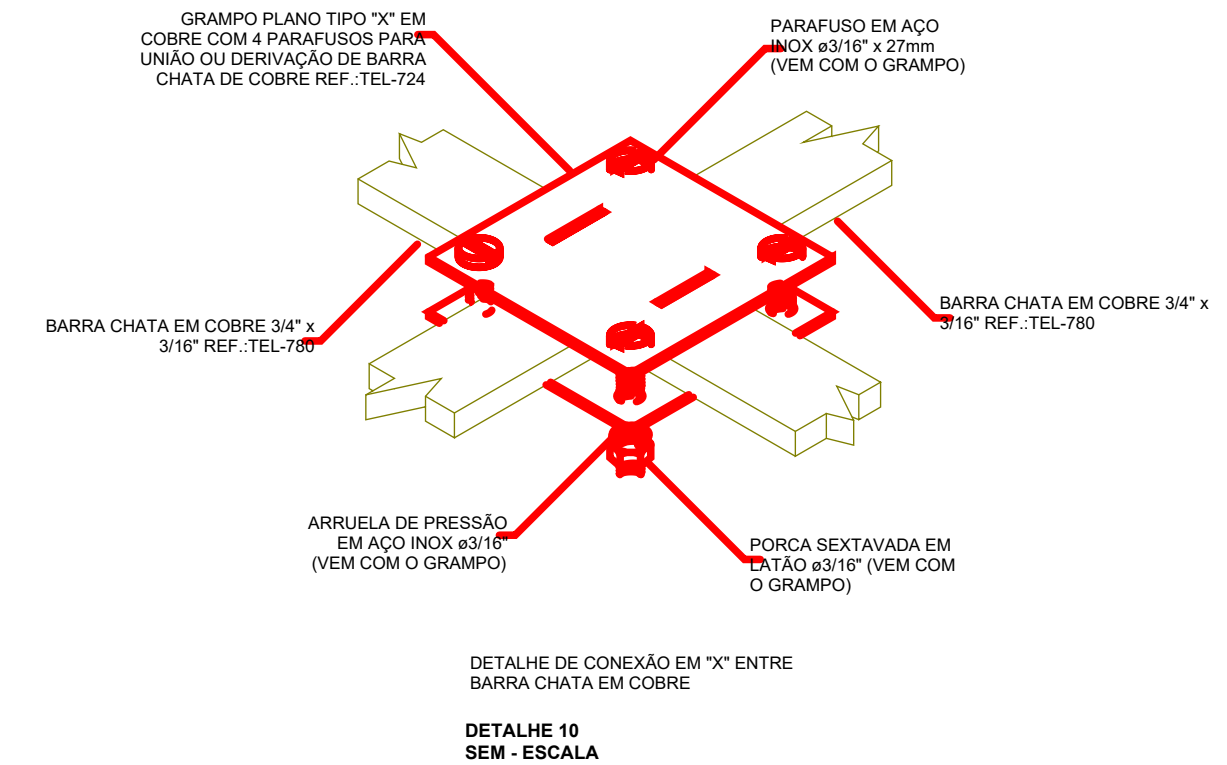 GRAMPO PLANO TIPO "X" EM
COBRE COM 4 PARAFUSOS PARA
UNIÃO OU DERIVAÇÃO DE BARRA
CHATA DE COBRE REF.:TEL-724
PARAFUSO EM AÇO
INOX ø3/16" x 27mm
(VEM COM O GRAMPO)
BARRA CHATA EM COBRE 3/4" x
3/16" REF.:TEL-780
BARRA CHATA EM COBRE 3/4" x
3/16" REF.:TEL-780
ARRUELA DE PRESSÃO
EM AÇO INOX ø3/16"
(VEM COM O GRAMPO)
PORCA SEXTAVADA EM
LATÃO ø3/16" (VEM COM
O GRAMPO)
DETALHE DE CONEXÃO EM "X" ENTRE
BARRA CHATA EM COBRE
DETALHE 10
SEM - ESCALA